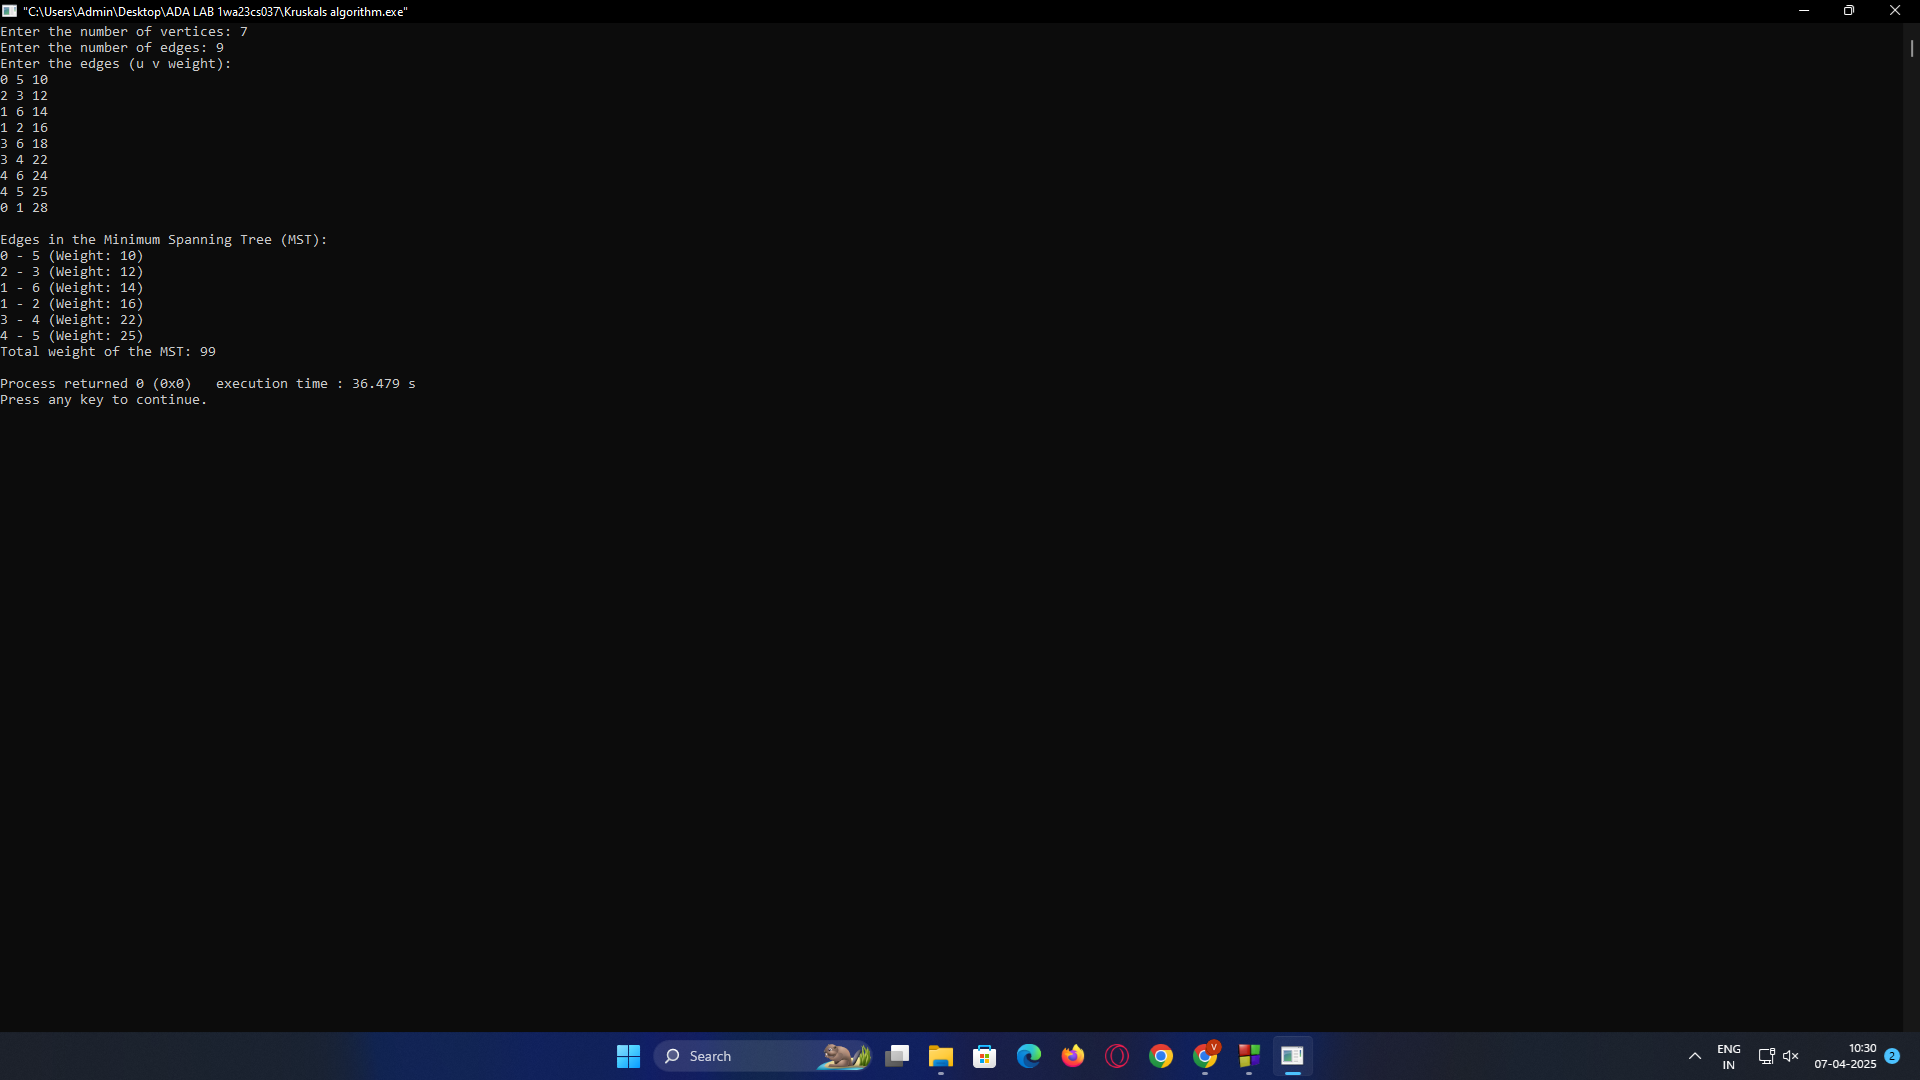 "C:\Users\Admin\Desktop\ADA LAB 1wa23cs037\Kruskals algorithm.exe"
Enter the number of vertices: 7
Enter the number of edges: 9
Enter the edges (u v weight):
0 5 10
2 3 12
1 6 14
1 2 16
3 6 18
3 4 22
4 6 24
4 5 25
0 1 28
Edges in the Minimum Spanning Tree (MST):
0 - 5 (Weight: 10)
2 - 3 (Weight: 12)
1 - 6 (Weight: 14)
1 - 2 (Weight: 16)
3 - 4 (Weight: 22)
4 - 5 (Weight: 25)
Total weight of the MST: 99
Process returned 0 (0x0)   execution time : 36.479 s
Press any key to continue.
Search
V
ENG
IN
10:30
07-04-2025
2